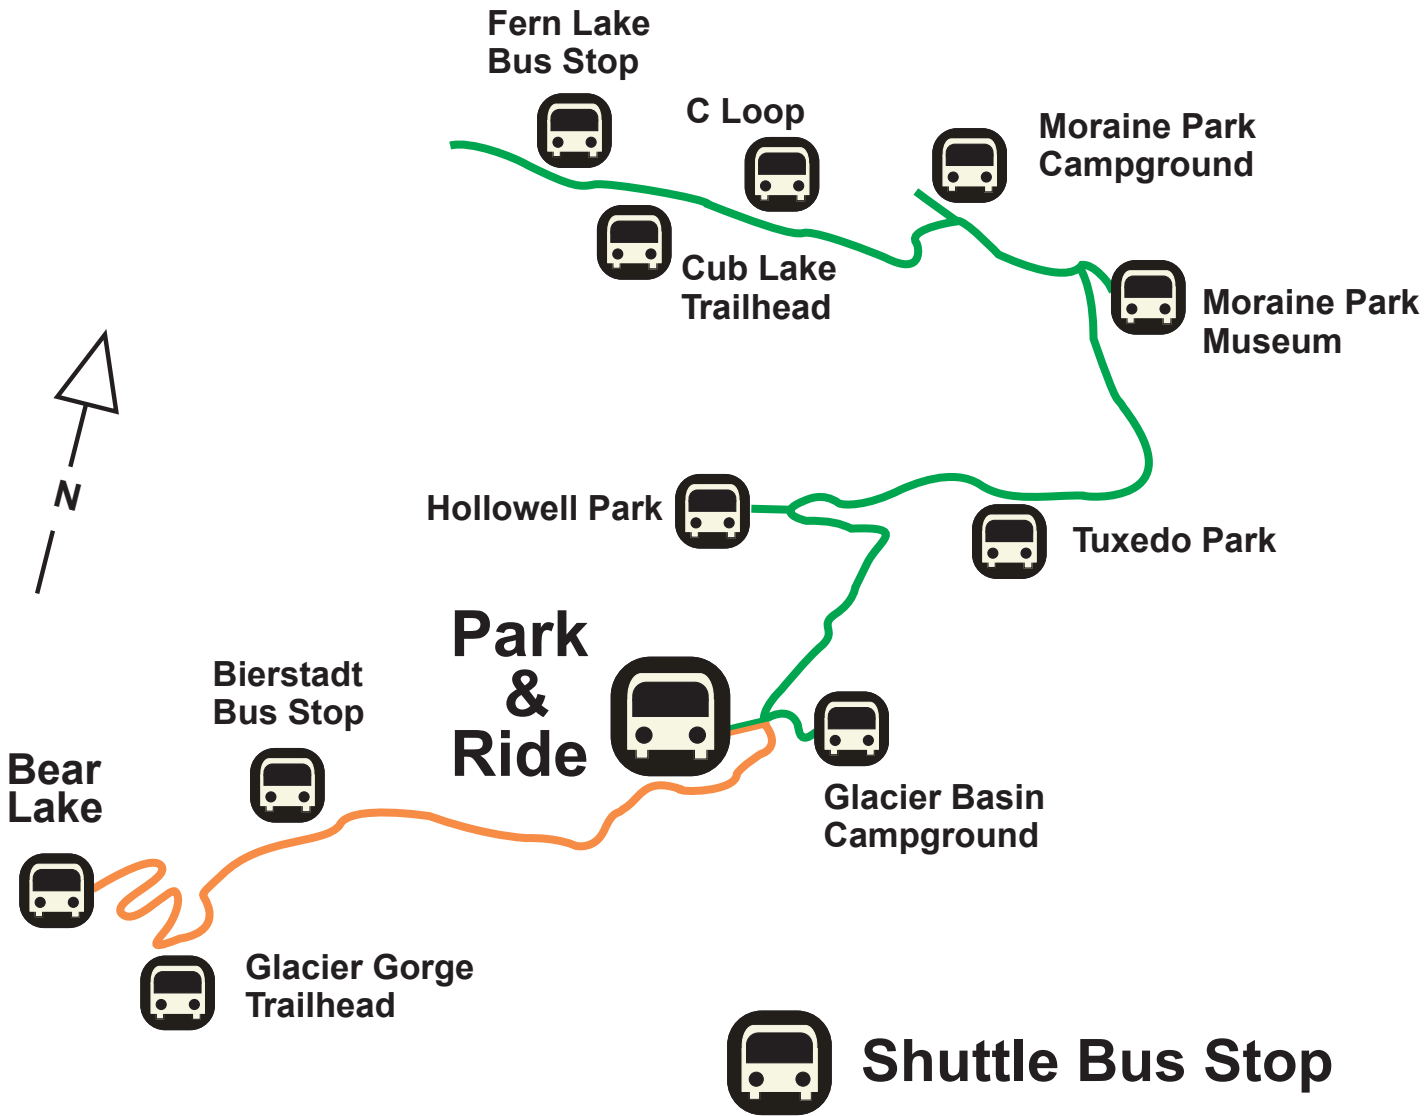 Fern Lake
Bus Stop
C Loop
Moraine Park
Campground
Cub Lake
Trailhead
Moraine Park
Museum
N
Hollowell Park
Tuxedo Park
Park
&
Ride
Bierstadt
Bus Stop
Bear
Lake
Glacier Basin
Campground
Glacier Gorge
Trailhead
Shuttle Bus Stop